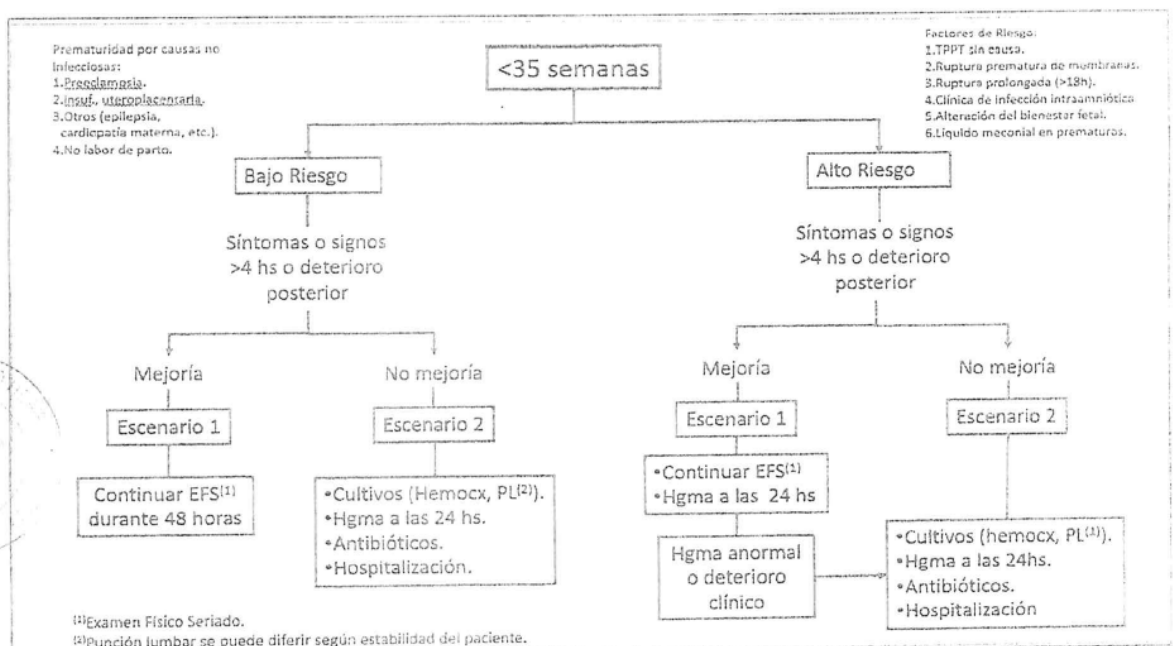 Prematuridad por causas no
Infecciosas:
1.Preeclampsia.
2.Insuf., uteroplacentaria.
3.Otros (epilepsia,
cardiopatía materna, etc.).
4.No labor de parto.
<35 semanas
Factores de Riesgo:
1.TPPT sin causa.
2.Ruptura prematura de membranas.
3.Ruptura prolongada (>18h).
4.Clínica de infección intraamniótica
5.Alteración del bienestar fetal.
6.Líquido meconial en prematuras.
Bajo Riesgo
Síntomas o signos
>4 hs o deterioro
posterior
Mejoría
Escenario 1
Continuar EFS(1)
durante 48 horas
No mejoría
Escenario 2
•Cultivos (Hemocx, PL(2)).
•Hgma a las 24 hs.
•Antibióticos.
•Hospitalización.
Alto Riesgo
Síntomas o signos
>4 hs o deterioro
posterior
Mejoría
Escenario 1
•Continuar EFS(1)
•Hgma a las 24 hs
Hgma anormal
o deterioro
clínico
No mejoría
Escenario 2
•Cultivos (hemocx, PL(1)).
•Hgma a las 24hs.
•Antibióticos.
•Hospitalización
(1)Examen Físico Seriado.
(2)Punción lumbar se puede diferir según estabilidad del paciente.